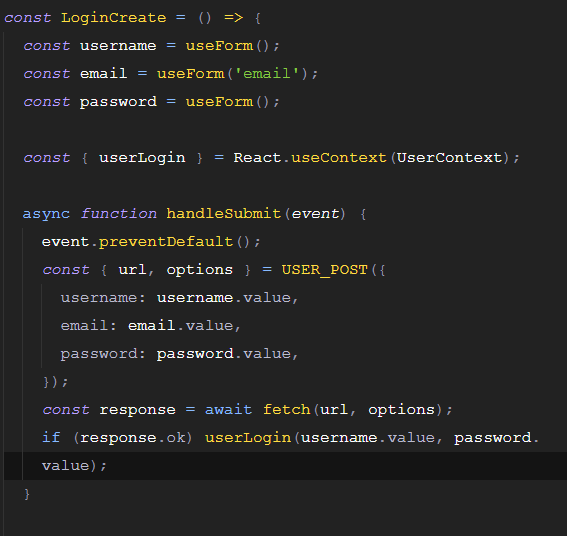 const LoginCreate = () => {
const username = useForm();
const email = useForm('email');
const password = useForm();
const { userLogin } = React.useContext(UserContext);
async function handleSubmit(event) {
event.preventDefault();
const { url, options } = USER_POST({
username: username.value,
email: email.value,
password: password.value,
});
const response = await fetch(url, options);
if (response.ok) userLogin(username.value, password.
value);
}